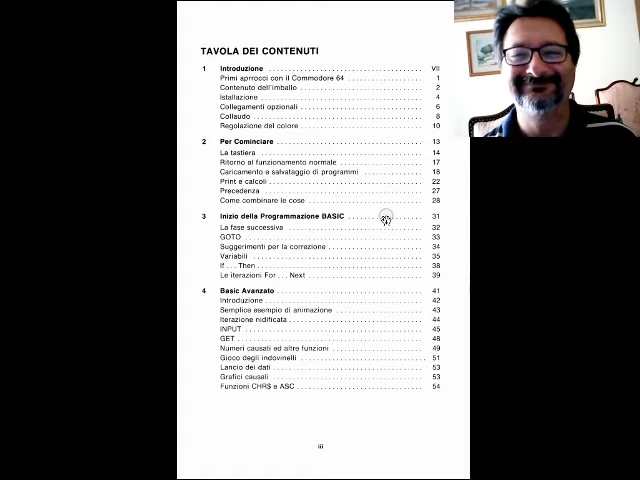 TAVOLA DEI CONTENUTI
1 Introduzione VII
Primi aprrocci con il Commodore 64 1
Contenuto dell'imballo 2
Istallazione 4
Collegamenti opzionali 6
Collaudo 8
Regolazione del colore 10
2 Per Cominciare 13
La tastiera 14
Ritorno al funzionamento normale 17
Caricamento e salvataggio di programmi 18
Print e calcoli 22
Precedenza 27
Come combinare le cose 28
3 Inizio della Programmazione BASIC 31
La fase successiva 32
GOTO 33
Suggerimenti per la correzione 34
Variabili 35
If . . . Then 38
Le iterazioni For . . . Next 39
4 Basic Avanzato 41
Introduzione 42
Semplice esempio di animazione 43
Iterazione nidificata 44
INPUT 45
GET 48
Numeri causati ed altre funzioni 49
Gioco degli indovinelli 51
Lancio dei dati 53
Grafici causali 53
Funzioni CHR$ e ASC 54
iii